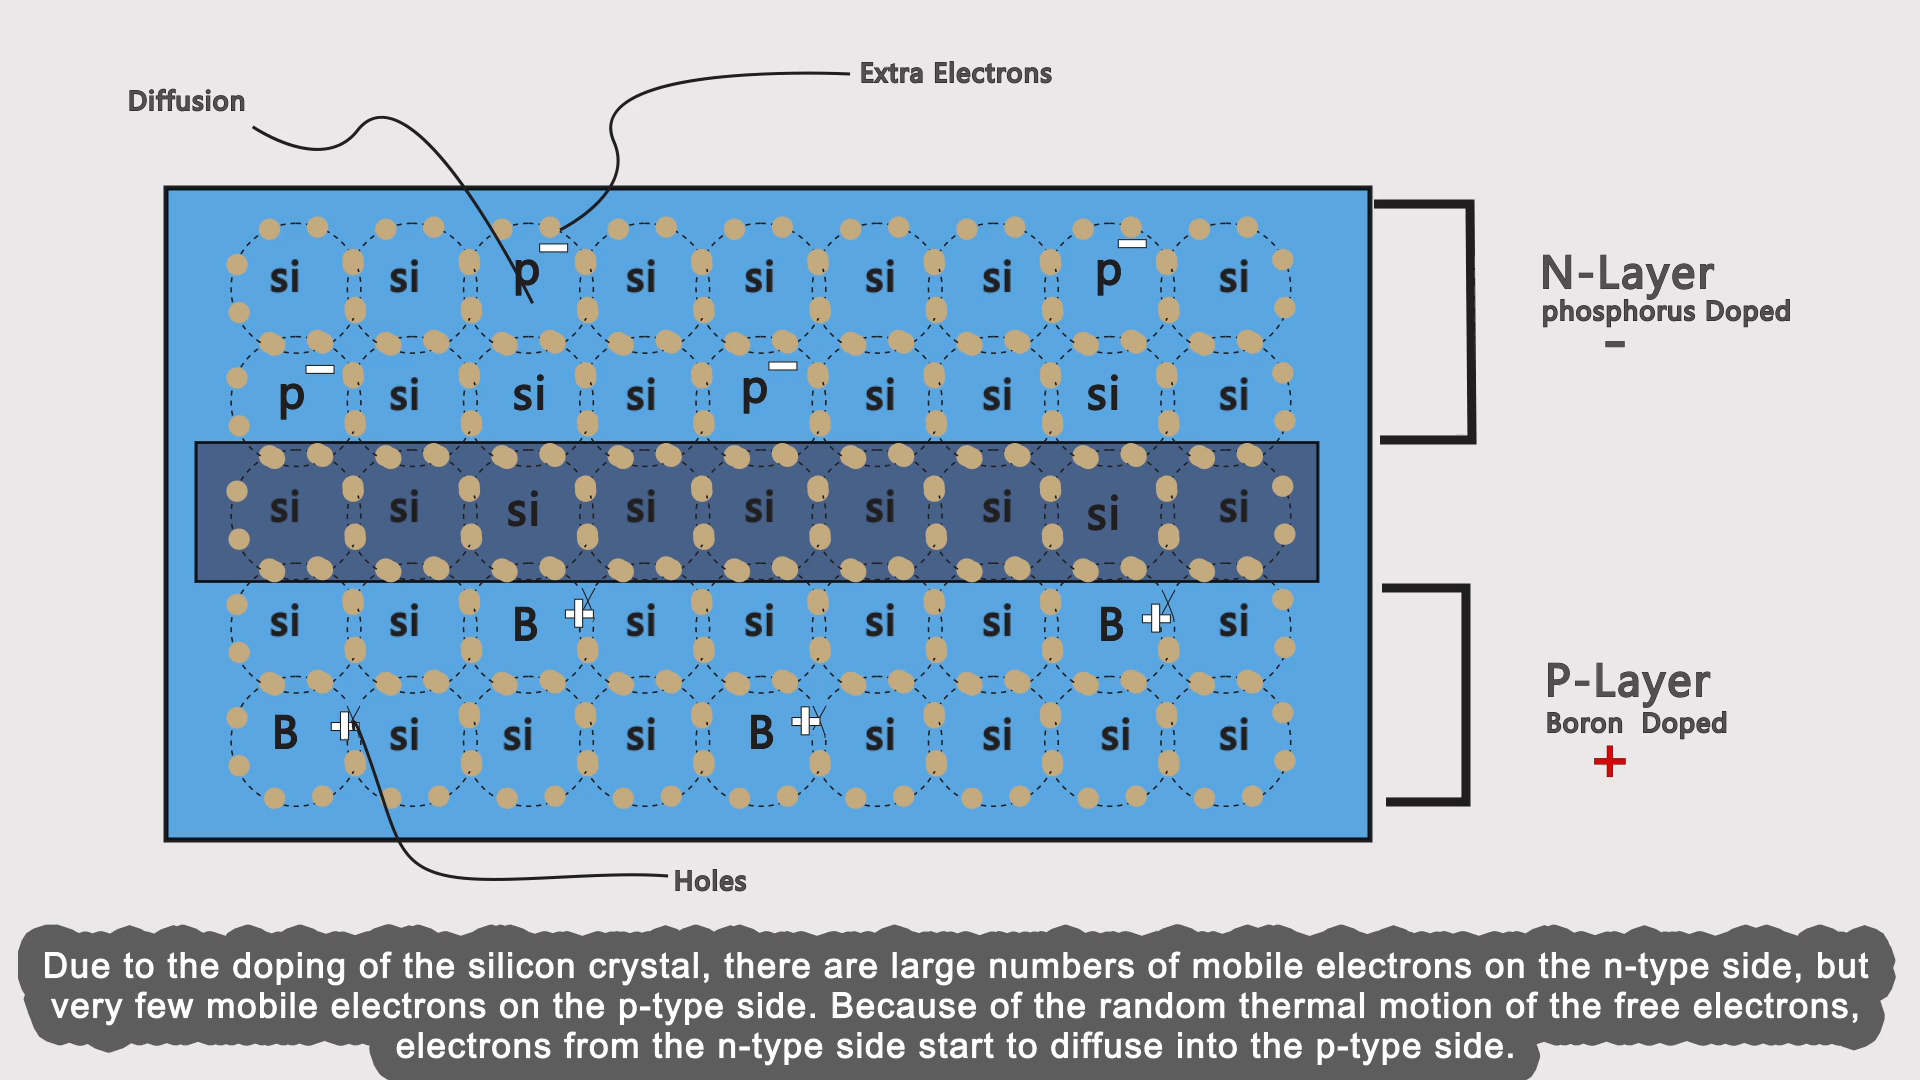 Extra Electrons
Diffusion
si si p si si si si p si
N-Layer
phosphorus Doped
-
p si si si p si si si si
si si si si si si si si si
si si B si si si si B si
P-Layer
Boron Doped
+
B si si si B si si si si
Holes
Due to the doping of the silicon crystal, there are large numbers of mobile electrons on the n-type side, but
very few mobile electrons on the p-type side. Because of the random thermal motion of the free electrons,
electrons from the n-type side start to diffuse into the p-type side.